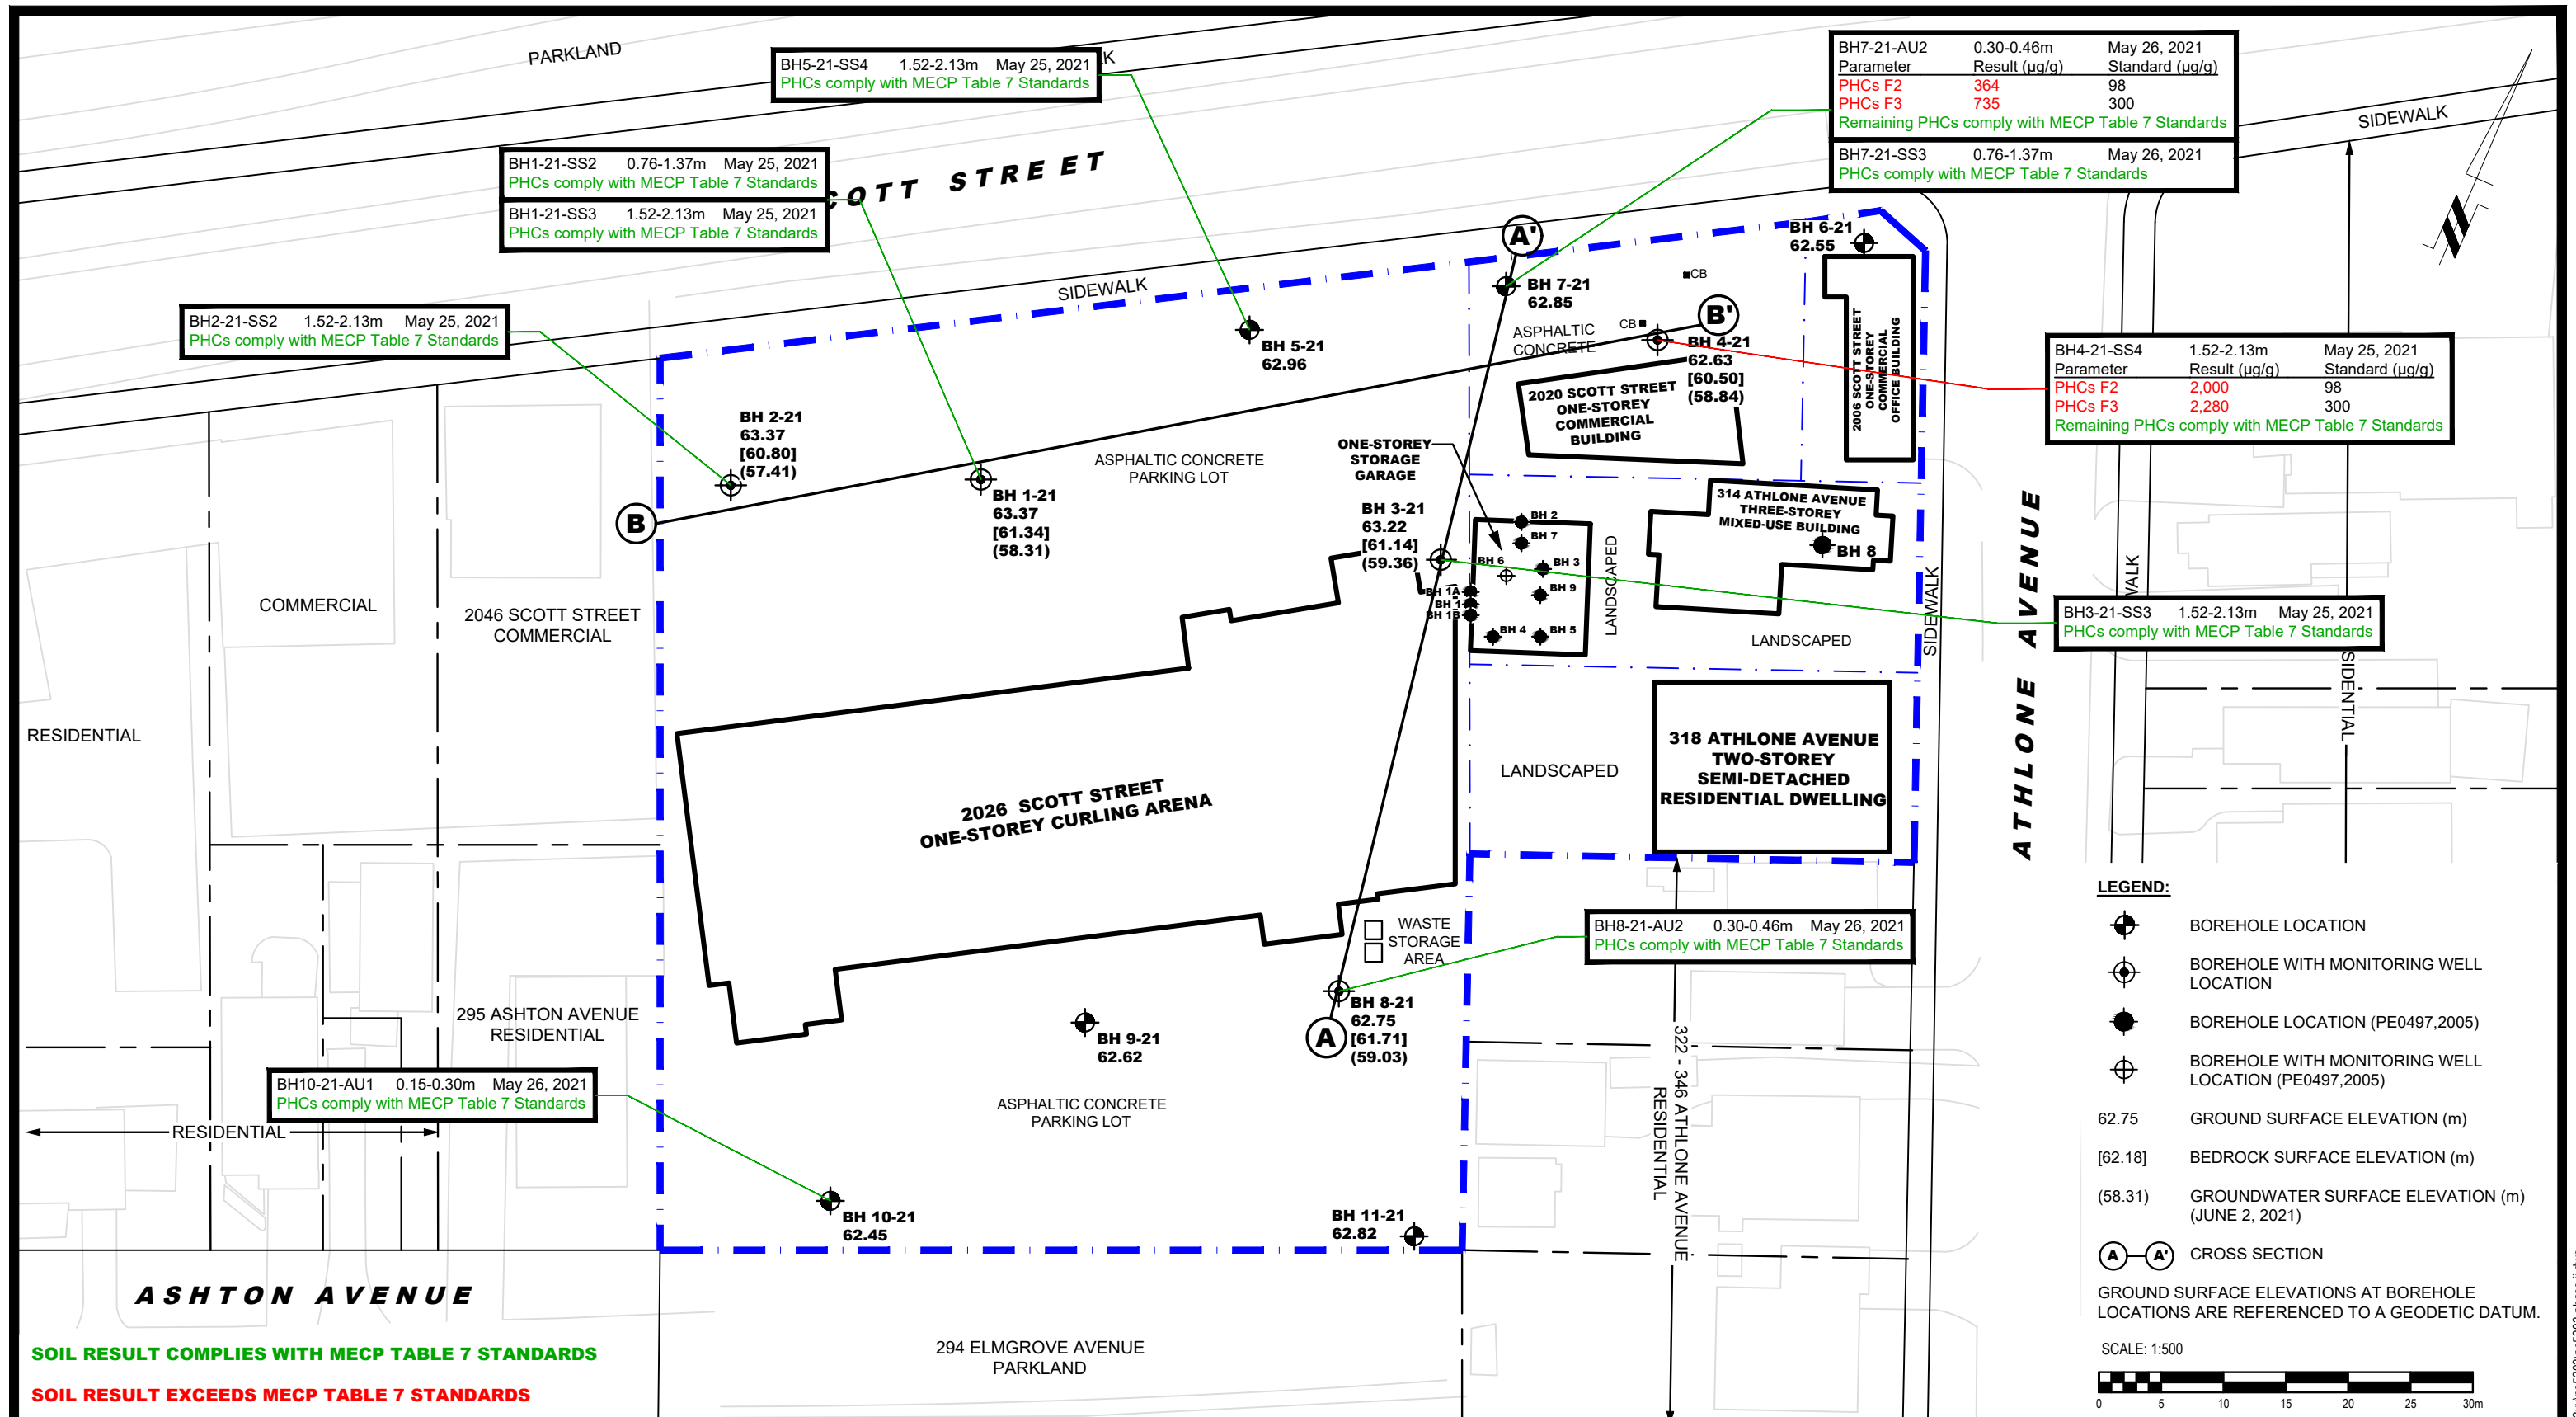 PARKLAND
BH5-21-SS4 1.52-2.13m May 25, 2021
PHCs comply with MECP Table 7 Standards
BH7-21-AU2 0.30-0.46m May 26, 2021
Parameter Result (µg/g) Standard (µg/g)
PHCs F2 364 98
PHCs F3 735 300
Remaining PHCs comply with MECP Table 7 Standards
BH7-21-SS3 0.76-1.37m May 26, 2021
PHCs comply with MECP Table 7 Standards
SIDEWALK
BH1-21-SS2 0.76-1.37m May 25, 2021
PHCs comply with MECP Table 7 Standards
BH1-21-SS3 1.52-2.13m May 25, 2021
PHCs comply with MECP Table 7 Standards
COTT STREET
SIDEWALK
A'
BH 6-21
62.55
CB
BH 7-21
62.85
BH2-21-SS2 1.52-2.13m May 25, 2021
PHCs comply with MECP Table 7 Standards
BH 5-21
62.96
ASPHALTIC
CONCRETE
CB
B'
BH 4-21
62.63
[60.50]
(58.84)
2006 SCOTT STREET
ONE-STOREY
COMMERCIAL
OFFICE BUILDING
BH4-21-SS4 1.52-2.13m May 25, 2021
Parameter Result (µg/g) Standard (µg/g)
PHCs F2 2,000 98
PHCs F3 2,280 300
Remaining PHCs comply with MECP Table 7 Standards
2020 SCOTT STREET
ONE-STOREY
COMMERCIAL
BUILDING
BH 2-21
63.37
[60.80]
(57.41)
ONE-STOREY
STORAGE
GARAGE
ASPHALTIC CONCRETE
PARKING LOT
B
BH 1-21
63.37
[61.34]
(58.31)
BH 3-21
63.22
[61.14]
(59.36)
BH 2
BH 7
BH 6
BH 3
BH 9
BH 1A
BH 1
BH 1B
BH 4
BH 5
LANDSCAPED
314 ATHLONE AVENUE
THREE-STOREY
MIXED-USE BUILDING
BH 8
LANDSCAPED
SIDEWALK
ATHLONE AVENUE
WALK
BH3-21-SS3 1.52-2.13m May 25, 2021
PHCs comply with MECP Table 7 Standards
SIDENTIAL
COMMERCIAL
2046 SCOTT STREET
COMMERCIAL
RESIDENTIAL
2026 SCOTT STREET
ONE-STOREY CURLING ARENA
LANDSCAPED
318 ATHLONE AVENUE
TWO-STOREY
SEMI-DETACHED
RESIDENTIAL DWELLING
WASTE
STORAGE
AREA
BH8-21-AU2 0.30-0.46m May 26, 2021
PHCs comply with MECP Table 7 Standards
295 ASHTON AVENUE
RESIDENTIAL
BH 9-21
62.62
A
BH 8-21
62.75
[61.71]
(59.03)
322 - 346 ATHLONE AVENUE
RESIDENTIAL
BH10-21-AU1 0.15-0.30m May 26, 2021
PHCs comply with MECP Table 7 Standards
RESIDENTIAL
ASPHALTIC CONCRETE
PARKING LOT
BH 10-21
62.45
BH 11-21
62.82
ASHTON AVENUE
294 ELMGROVE AVENUE
PARKLAND
SOIL RESULT COMPLIES WITH MECP TABLE 7 STANDARDS
SOIL RESULT EXCEEDS MECP TABLE 7 STANDARDS
LEGEND:
BOREHOLE LOCATION
BOREHOLE WITH MONITORING WELL
LOCATION
BOREHOLE LOCATION (PE0497,2005)
BOREHOLE WITH MONITORING WELL
LOCATION (PE0497,2005)
62.75 GROUND SURFACE ELEVATION (m)
[62.18] BEDROCK SURFACE ELEVATION (m)
(58.31) GROUNDWATER SURFACE ELEVATION (m)
(JUNE 2, 2021)
A A' CROSS SECTION
GROUND SURFACE ELEVATIONS AT BOREHOLE
LOCATIONS ARE REFERENCED TO A GEODETIC DATUM.
SCALE: 1:500
0 5 10 15 20 25 30m